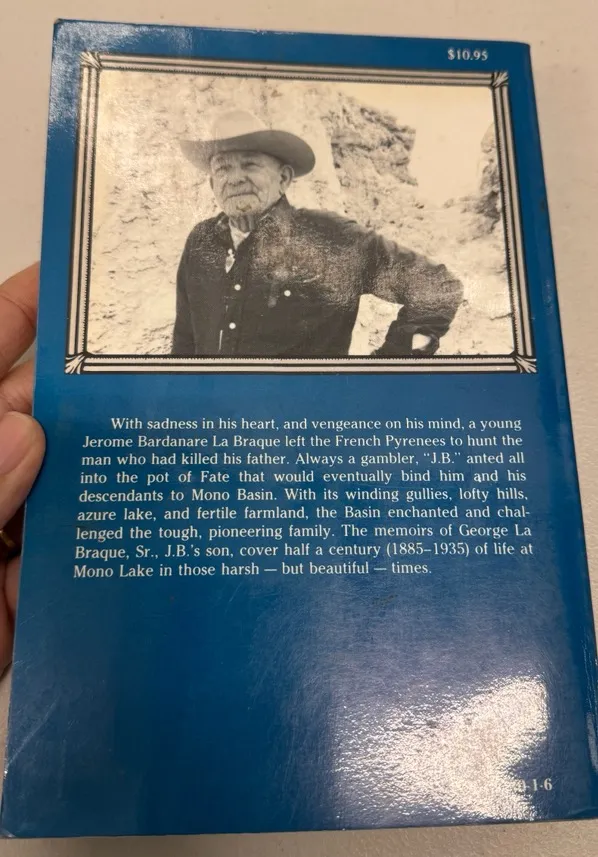 $10.95
With sadness in his heart, and vengeance on his mind, a young
Jerome Bardanare La Braque left the French Pyrenees to hunt the
man who had killed his father. Always a gambler, "J.B." anted all
into the pot of Fate that would eventually bind him and his
descendants to Mono Basin. With its winding gullies, lofty hills,
azure lake, and fertile farmland, the Basin enchanted and chal-
lenged the tough, pioneering family. The memoirs of George La
Braque, Sr., J.B.'s son, cover half a century (1885–1935) of life at
Mono Lake in those harsh — but beautiful — times.
-1-6